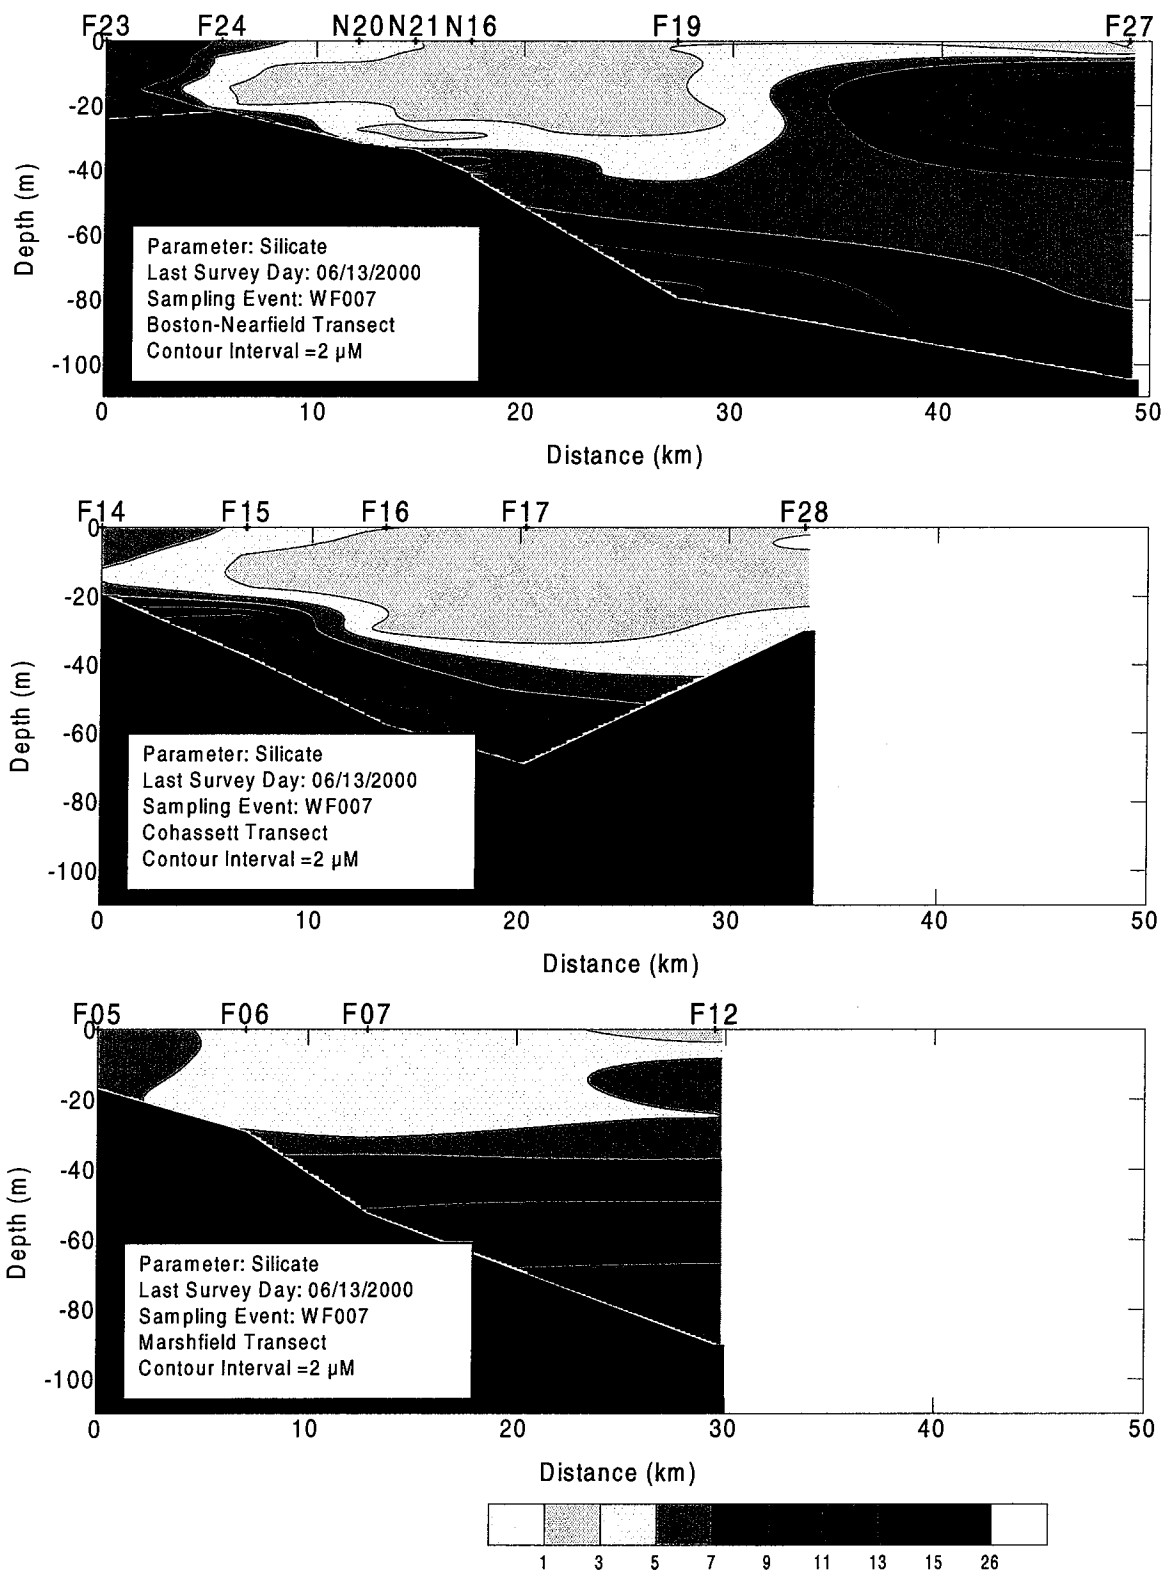 F23 F24 N20 N21 N16 F19 F27
0
-20
-40
-60
-80
-100
Depth (m)
Parameter: Silicate
Last Survey Day: 06/13/2000
Sampling Event: WF007
Boston-Nearfield Transect
Contour Interval =2 µM
0 10 20 30 40 50
Distance (km)
F14 F15 F16 F17 F28
0
-20
-40
-60
-80
-100
Depth (m)
Parameter: Silicate
Last Survey Day: 06/13/2000
Sampling Event: WF007
Cohassett Transect
Contour Interval =2 µM
0 10 20 30 40 50
Distance (km)
F05 F06 F07 F12
0
-20
-40
-60
-80
-100
Depth (m)
Parameter: Silicate
Last Survey Day: 06/13/2000
Sampling Event: WF007
Marshfield Transect
Contour Interval =2 µM
0 10 20 30 40 50
Distance (km)
1 3 5 7 9 11 13 15 26